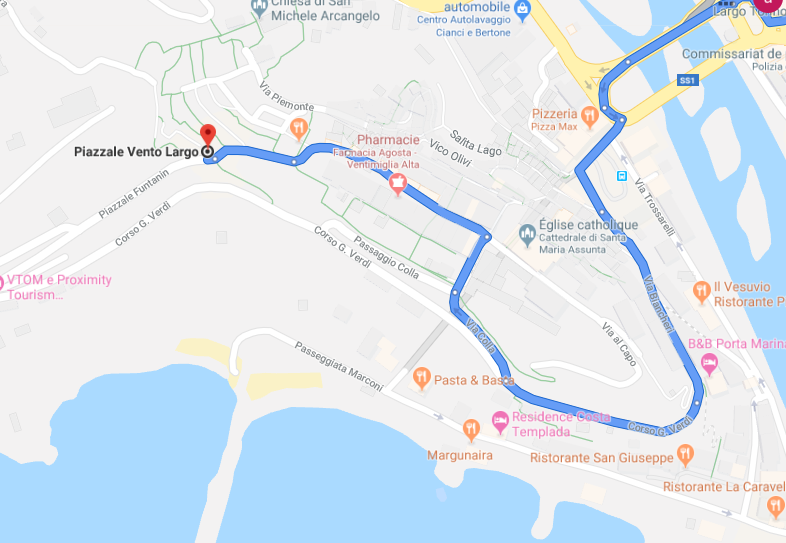 Chiesa di San
Michele Arcangelo
automobile
Centro Autolavaggio
Cianci e Bertone
a
Largo Torino
Commissariat de
Polizia
SS1
Via Piemonte
Pizzeria
Pizza Max
Pharmacie
Farmacia Agosta -
Ventimiglia Alta
Salita Lago
Vico Olivi
Piazzale Vento Largo
Piazzale Funtanin
Corso G. Verdi
Via Trossarelli
Église catholique
Cattedrale di Santa
Maria Assunta
Corso G. Verdi
Passaggio Colla
VTOM e Proximity
Tourism...
Via Biancheri
Il Vesuvio
Ristorante P
Via Colla
Via al Capo
B&B Porta Marina
Passeggiata Marconi
Pasta & Basta
Residence Costa
Templada
Corso G. Verdi
Margunaira
Ristorante San Giuseppe
Ristorante La Caravel